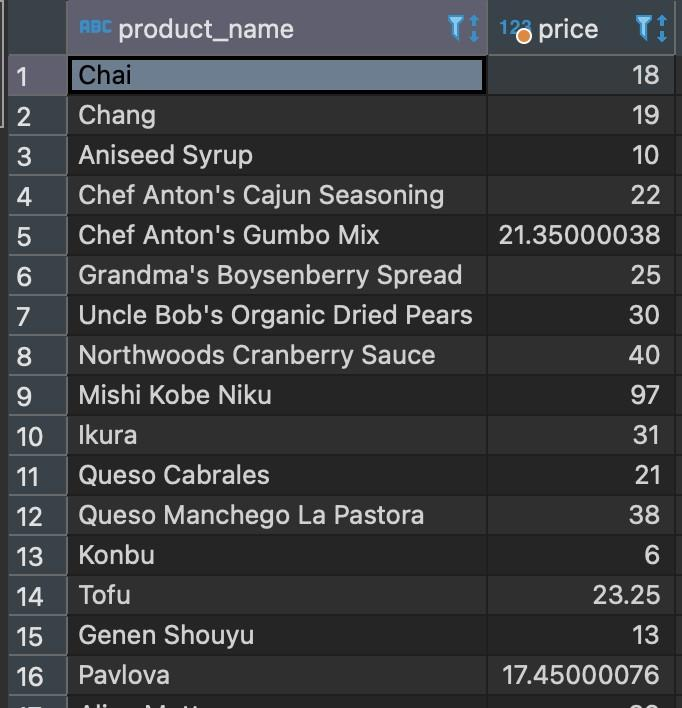 ABC product_name 123 price
1 Chai 18
2 Chang 19
3 Aniseed Syrup 10
4 Chef Anton's Cajun Seasoning 22
5 Chef Anton's Gumbo Mix 21.35000038
6 Grandma's Boysenberry Spread 25
7 Uncle Bob's Organic Dried Pears 30
8 Northwoods Cranberry Sauce 40
9 Mishi Kobe Niku 97
10 Ikura 31
11 Queso Cabrales 21
12 Queso Manchego La Pastora 38
13 Konbu 6
14 Tofu 23.25
15 Genen Shouyu 13
16 Pavlova 17.45000076